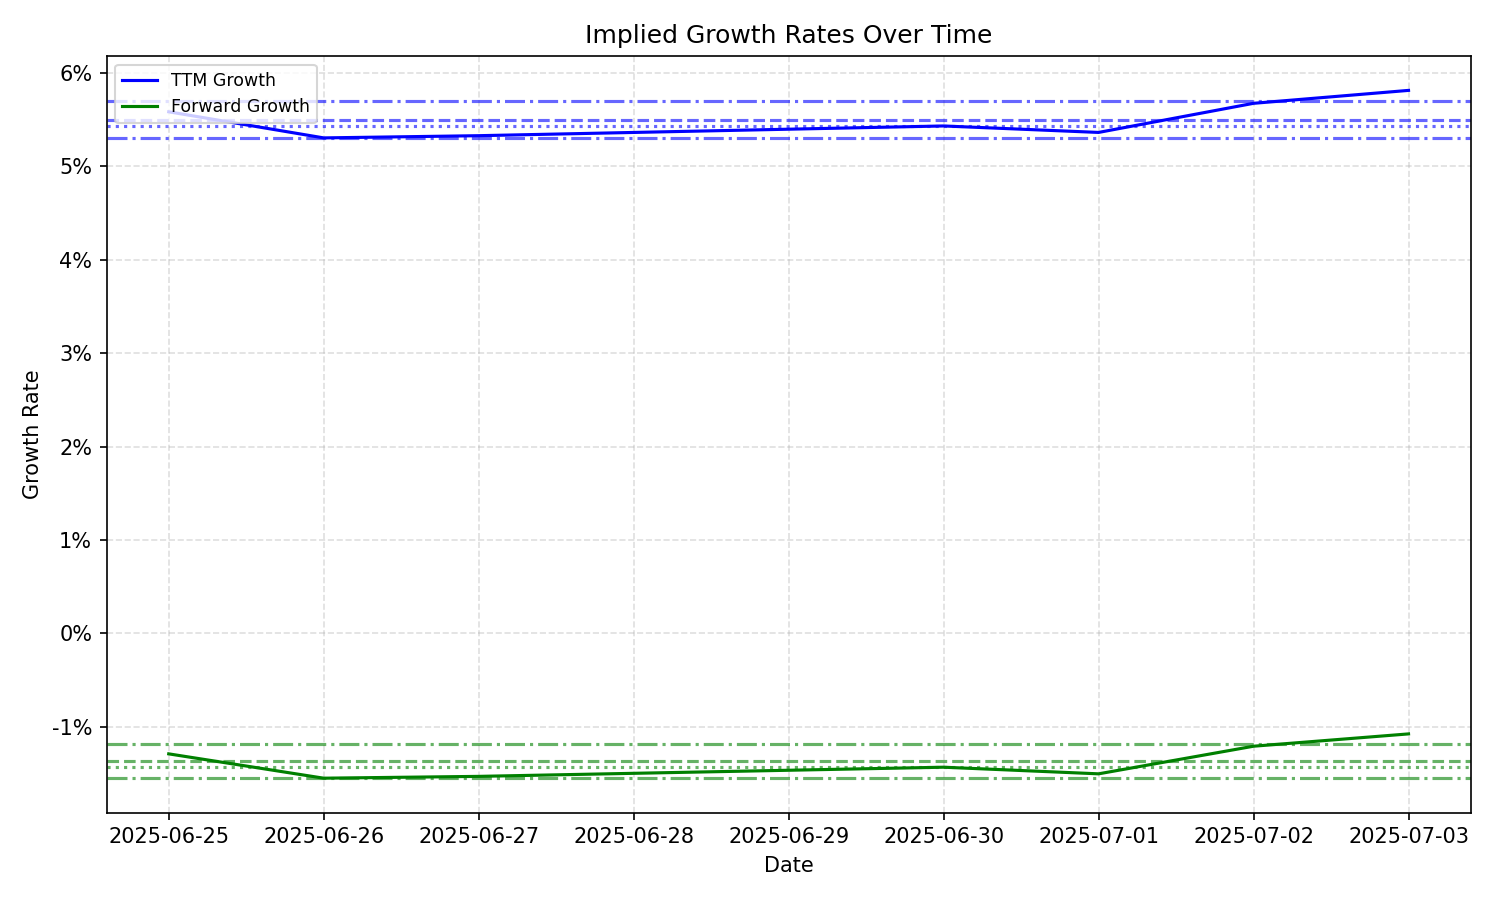 Implied Growth Rates Over Time
TTM Growth
Forward Growth
6%
5%
4%
3%
2%
1%
0%
-1%
Growth Rate
2025-06-25 2025-06-26 2025-06-27 2025-06-28 2025-06-29 2025-06-30 2025-07-01 2025-07-02 2025-07-03
Date